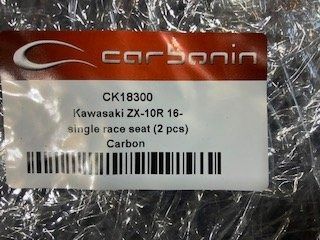 carbonin
CK18300
Kawasaki ZX-10R 16-
single race seat (2 pcs)
Carbon